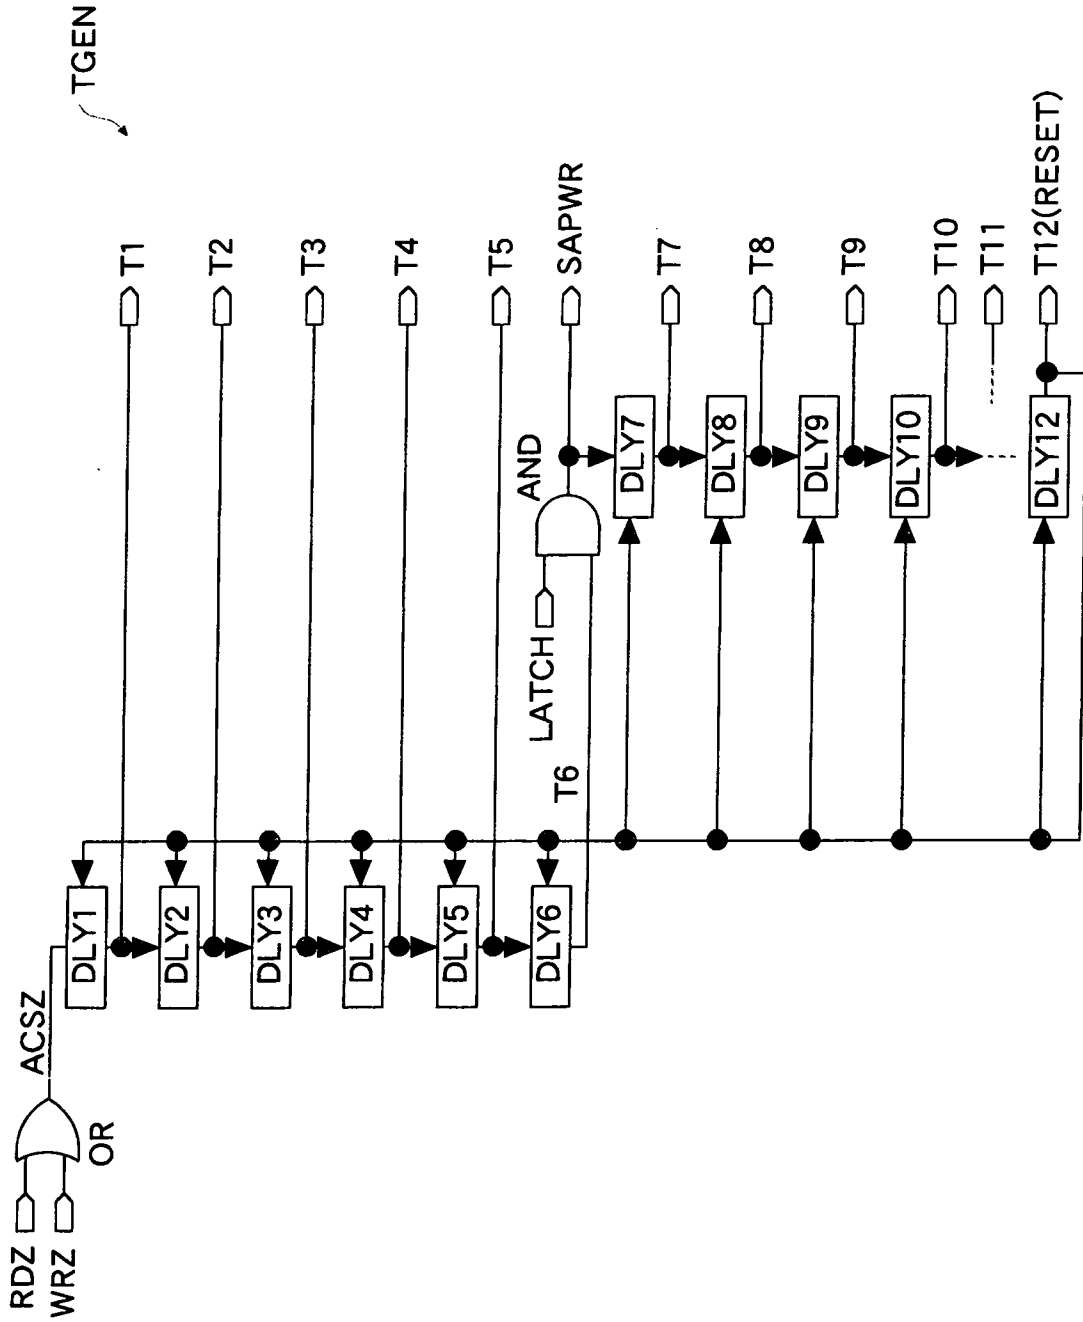 TGEN
RDZ
WRZ
OR
ACSZ
DLY1
DLY2
DLY3
DLY4
DLY5
DLY6
T1
T2
T3
T4
T5
T6
LATCH
AND
SAPWR
DLY7
DLY8
DLY9
DLY10
DLY12
T7
T8
T9
T10
T11
T12(RESET)